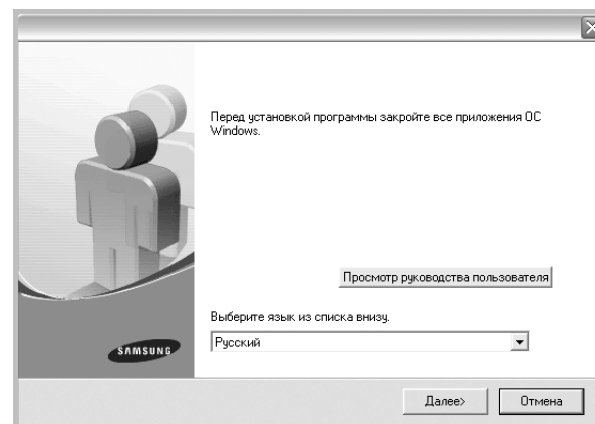 Перед установкой программы закройте все приложения ОС
Windows.
Просмотр руководства пользователя
Выберите язык из списка внизу.
SAMSUNG
Русский
Далее>
Отмена